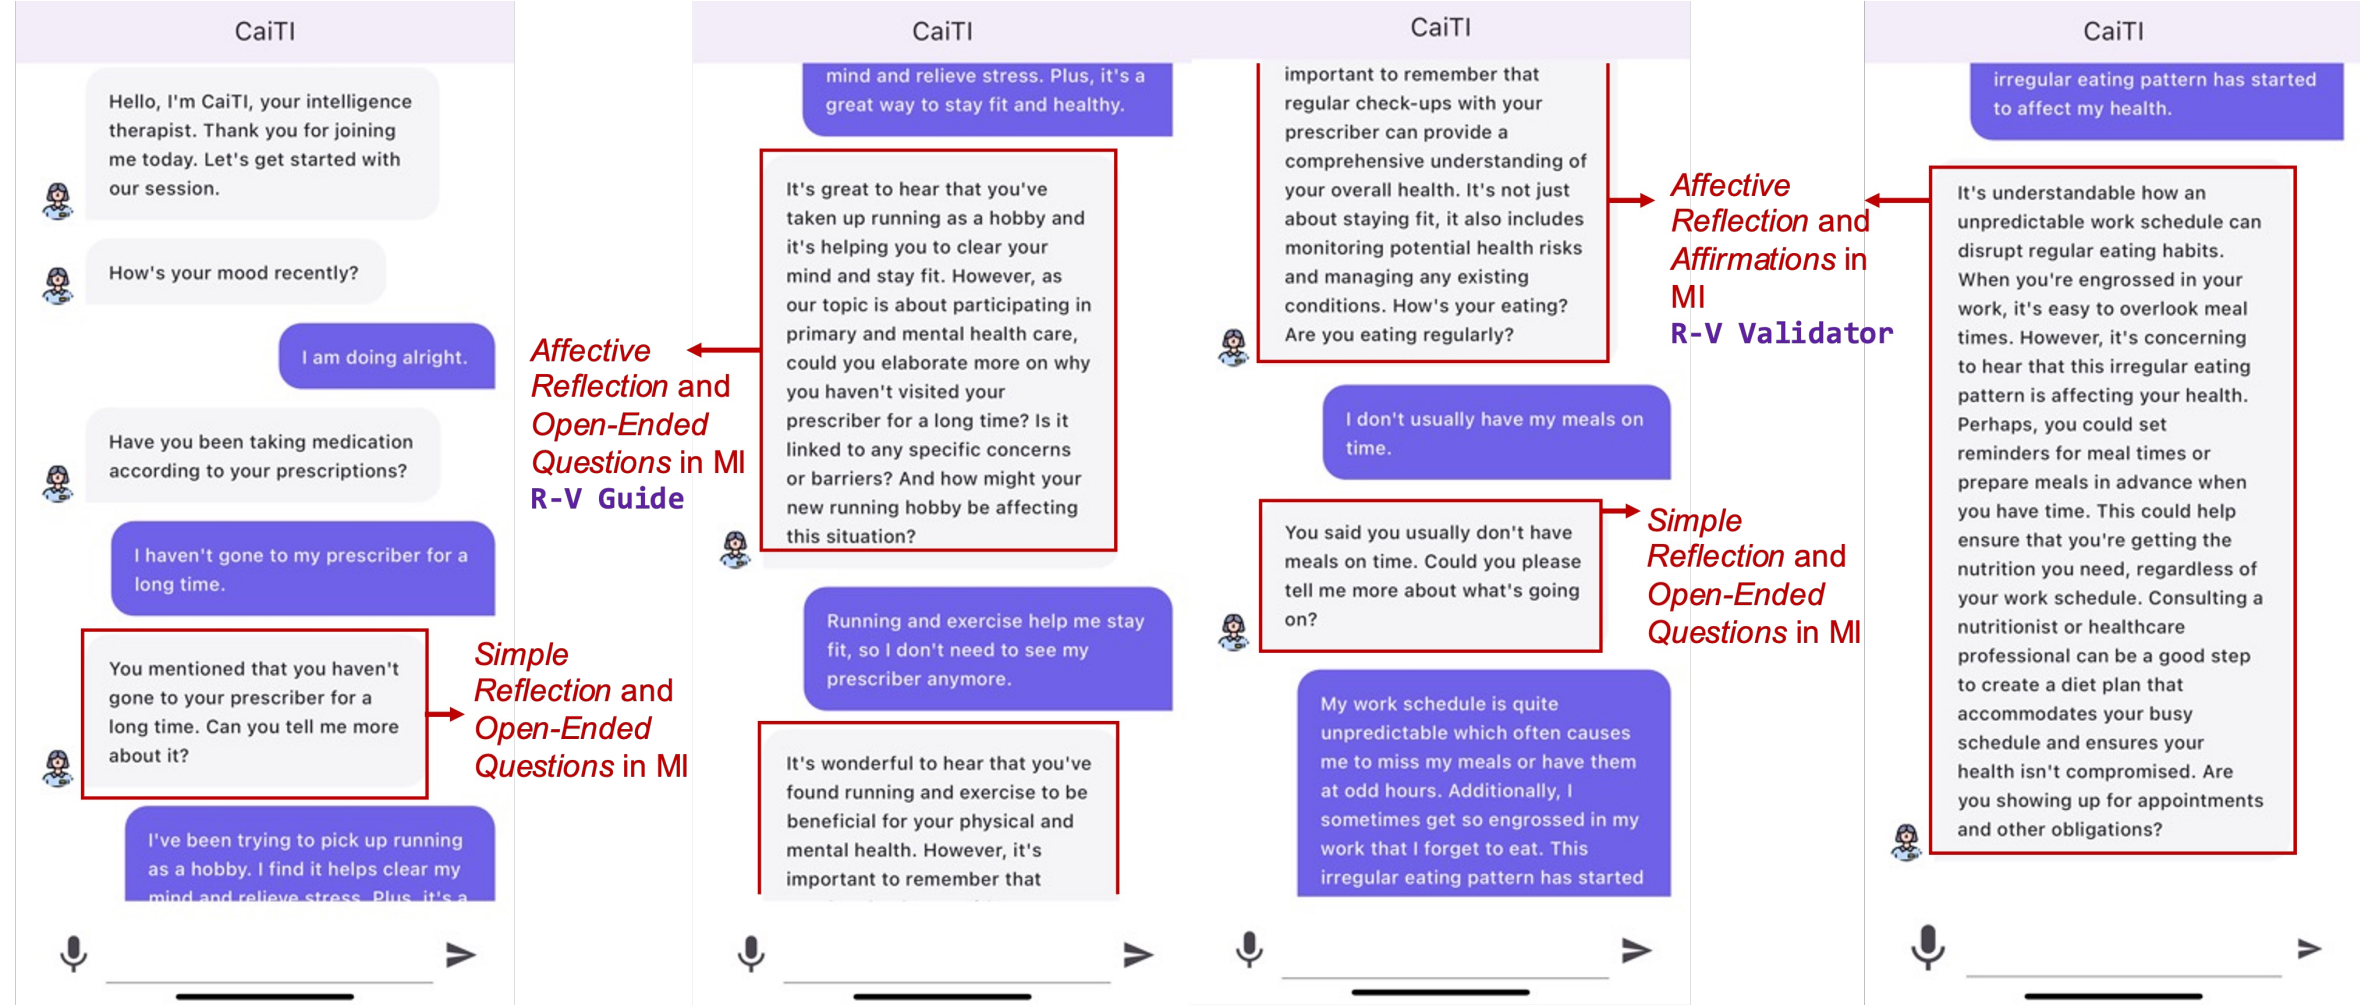 CaiTI
Hello, I'm CaiTI, your intelligence
therapist. Thank you for joining
me today. Let's get started with
our session.
How's your mood recently?
I am doing alright.
Have you been taking medication
according to your prescriptions?
I haven't gone to my prescriber for a
long time.
You mentioned that you haven't
gone to your prescriber for a
long time. Can you tell me more
about it?
I've been trying to pick up running
as a hobby. I find it helps clear my
mind and relieve stress. Plus, it's a
Simple
Reflection and
Open-Ended
Questions in MI
CaiTI
mind and relieve stress. Plus, it's a
great way to stay fit and healthy.
It's great to hear that you've
taken up running as a hobby and
it's helping you to clear your
mind and stay fit. However, as
our topic is about participating in
primary and mental health care,
could you elaborate more on why
you haven't visited your
prescriber for a long time? Is it
linked to any specific concerns
or barriers? And how might your
new running hobby be affecting
this situation?
Affective
Reflection and
Open-Ended
Questions in MI
R-V Guide
Running and exercise help me stay
fit, so I don't need to see my
prescriber anymore.
It's wonderful to hear that you've
found running and exercise to be
beneficial for your physical and
mental health. However, it's
important to remember that
CaiTI
important to remember that
regular check-ups with your
prescriber can provide a
comprehensive understanding of
your overall health. It's not just
about staying fit, it also includes
monitoring potential health risks
and managing any existing
conditions. How's your eating?
Are you eating regularly?
Affective
Reflection and
Affirmations in
MI
R-V Validator
I don't usually have my meals on
time.
You said you usually don't have
meals on time. Could you please
tell me more about what's going
on?
Simple
Reflection and
Open-Ended
Questions in MI
My work schedule is quite
unpredictable which often causes
me to miss my meals or have them
at odd hours. Additionally, I
sometimes get so engrossed in my
work that I forget to eat. This
irregular eating pattern has started
CaiTI
irregular eating pattern has started
to affect my health.
It's understandable how an
unpredictable work schedule can
disrupt regular eating habits.
When you're engrossed in your
work, it's easy to overlook meal
times. However, it's concerning
to hear that this irregular eating
pattern is affecting your health.
Perhaps, you could set
reminders for meal times or
prepare meals in advance when
you have time. This could help
ensure that you're getting the
nutrition you need, regardless of
your work schedule. Consulting a
nutritionist or healthcare
professional can be a good step
to create a diet plan that
accommodates your busy
schedule and ensures your
health isn't compromised. Are
you showing up for appointments
and other obligations?